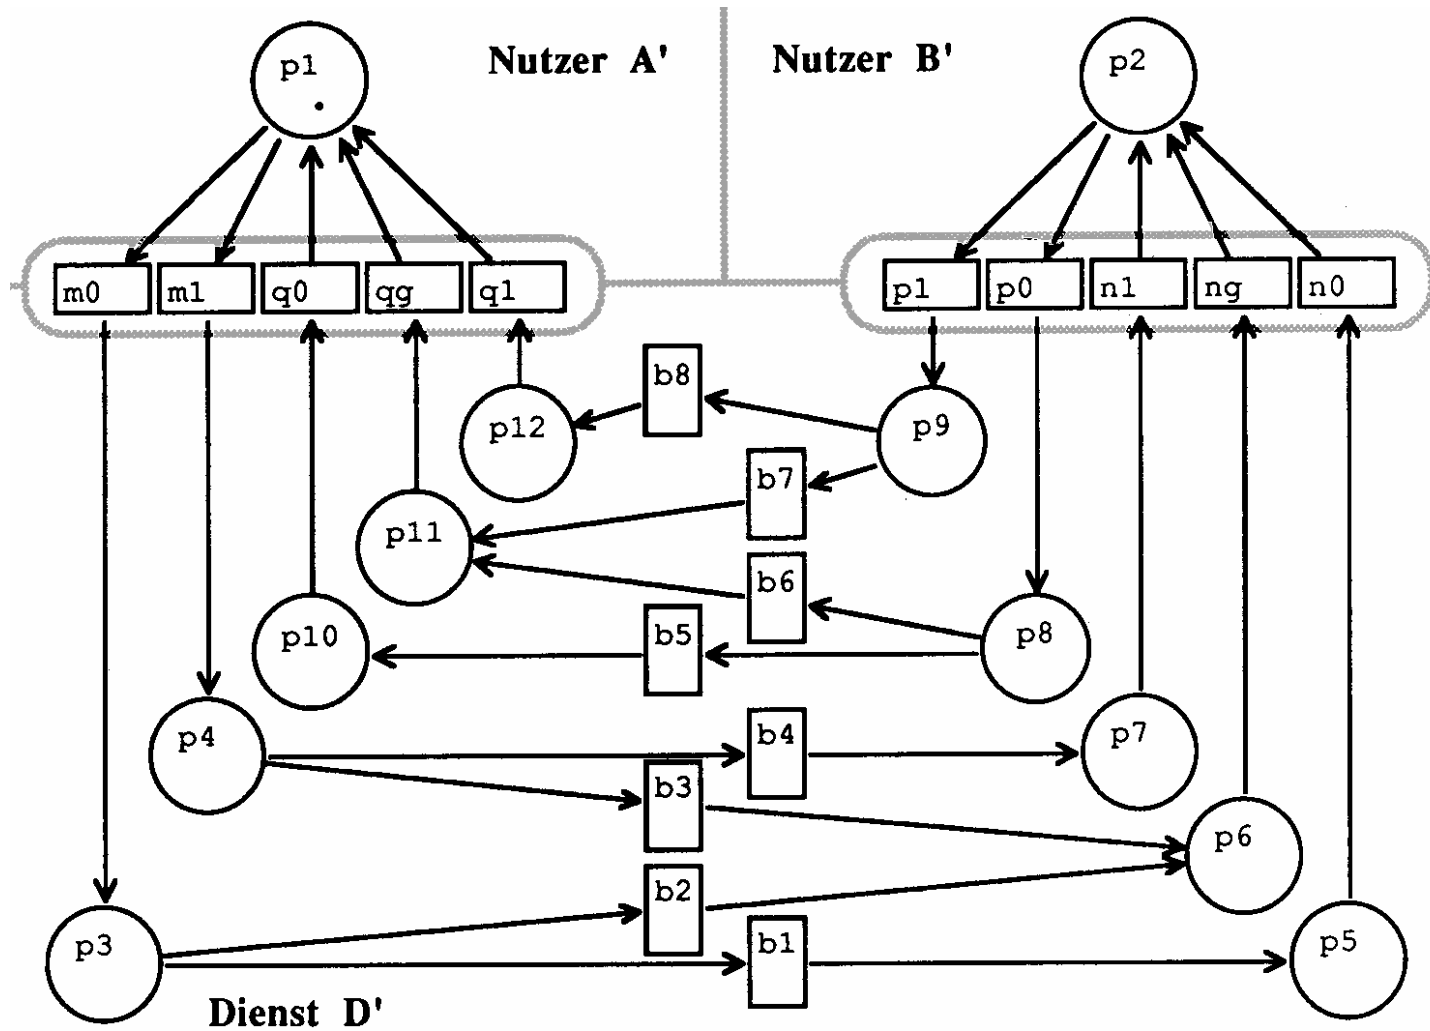 p1 Nutzer A' Nutzer B' p2
m0 m1 q0 qg q1 p1 p0 n1 ng n0
b8
p12 p9
b7
p11
b6
p10 b5 p8
p4 b4 p7
b3
p6
b2
p3 b1 p5
Dienst D'